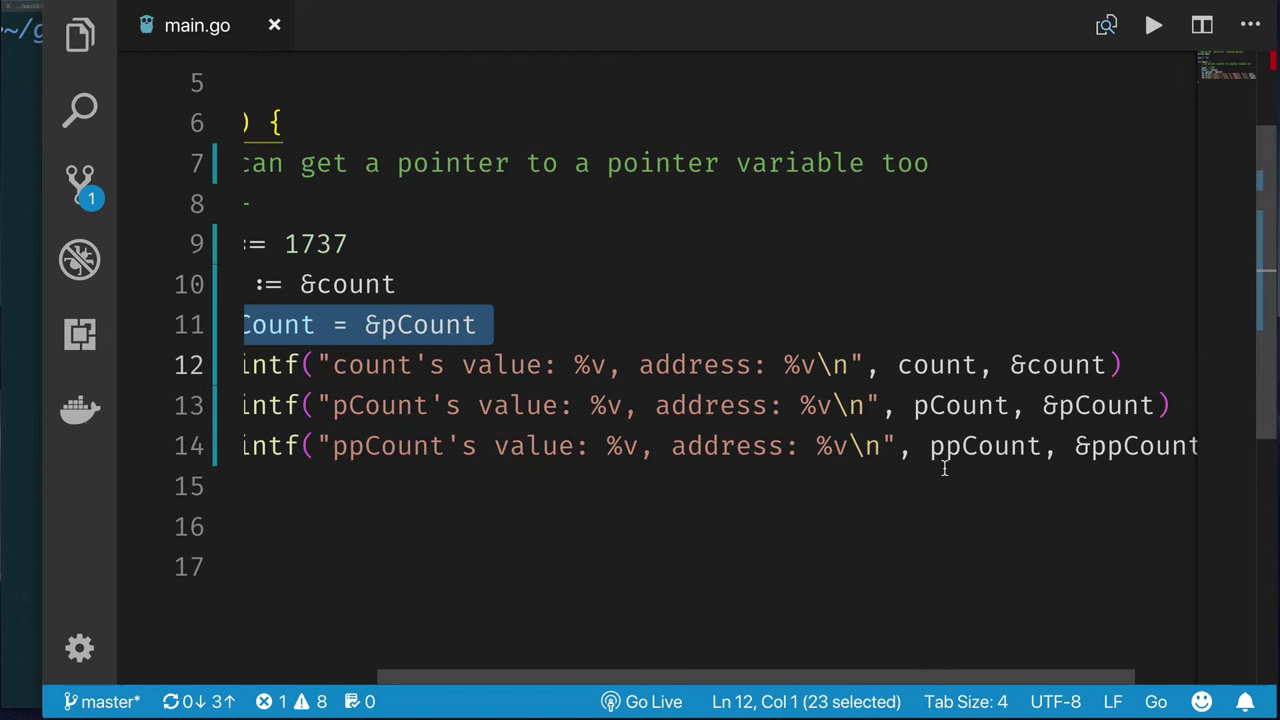 ~/g
main.go
5
6 ) {
7 can get a pointer to a pointer variable too
8 -
9 := 1737
10 := &count
11 Count = &pCount
12 intf("count's value: %v, address: %v\n", count, &count)
13 intf("pCount's value: %v, address: %v\n", pCount, &pCount)
14 intf("ppCount's value: %v, address: %v\n", ppCount, &ppCount
15
16
17
1
master* 0↓ 3↑ 1 8 0 Go Live Ln 12, Col 1 (23 selected) Tab Size: 4 UTF-8 LF Go